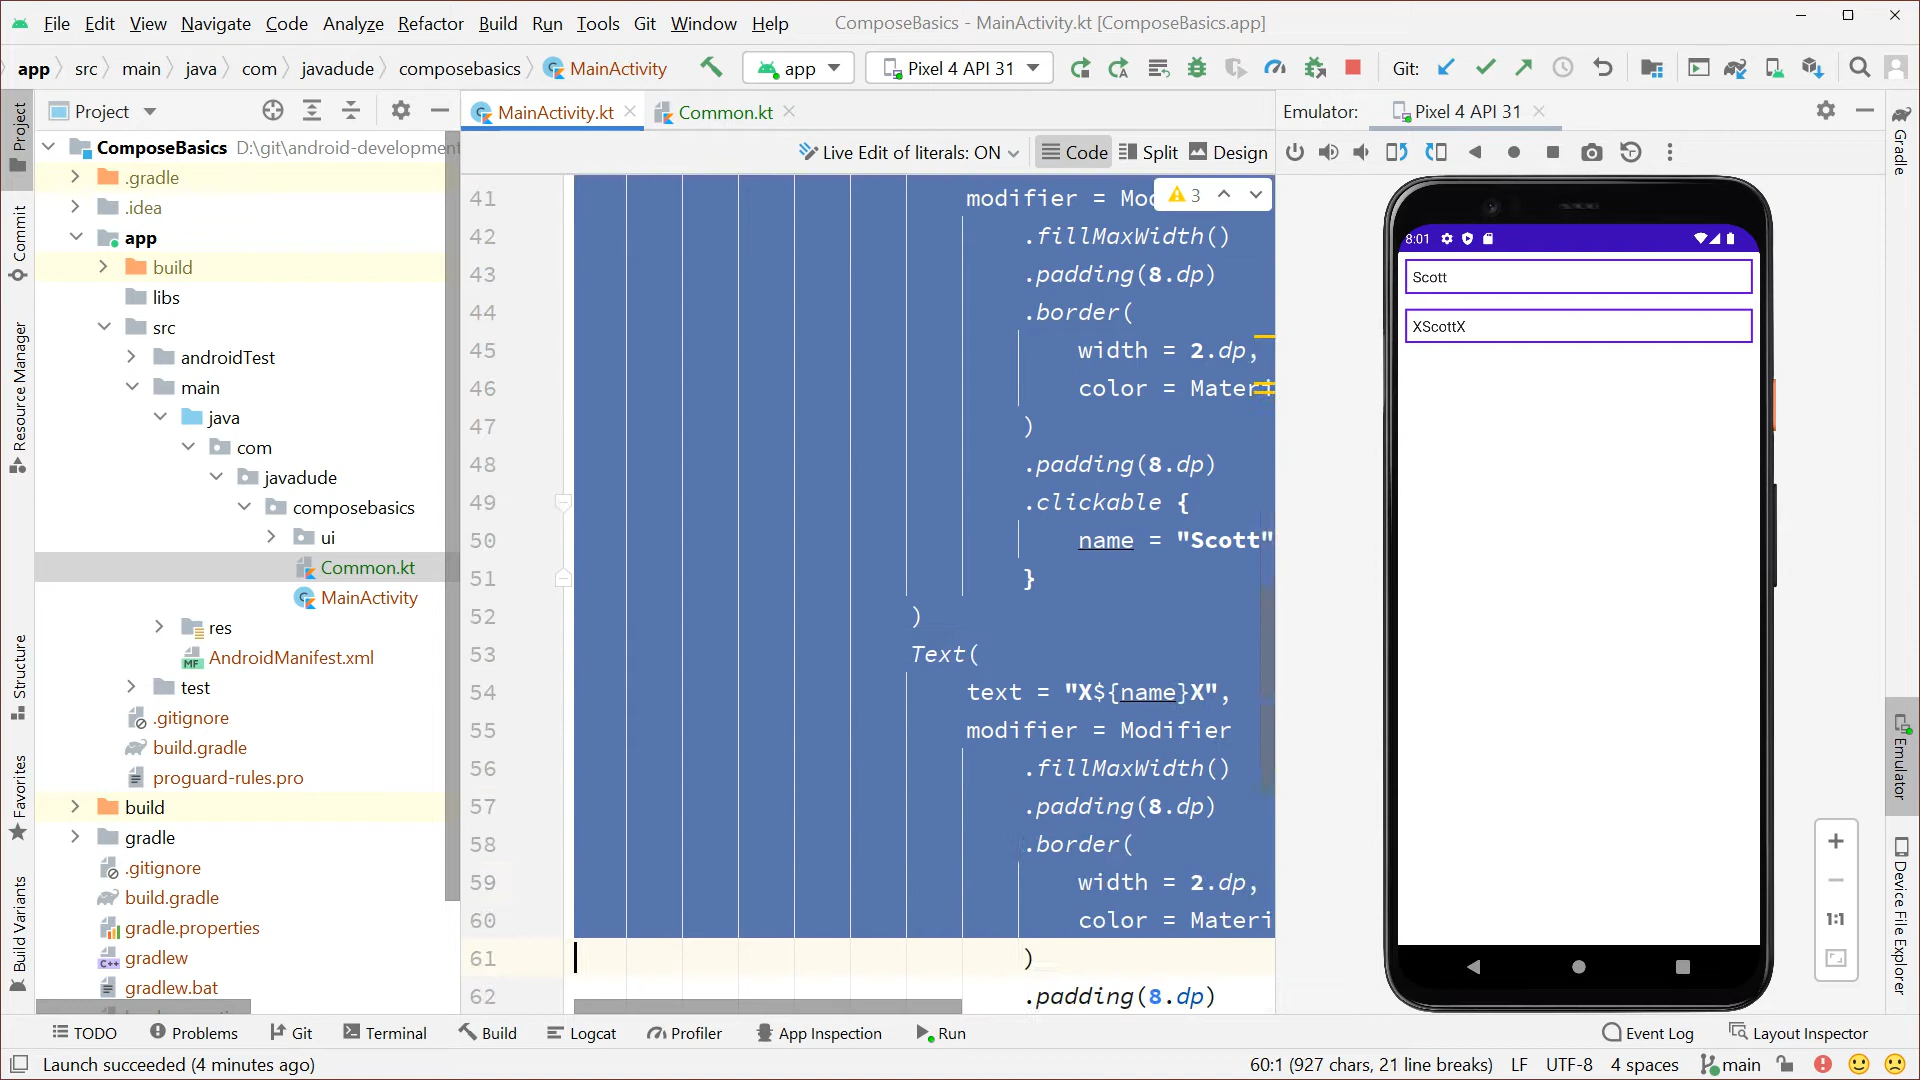 File Edit View Navigate Code Analyze Refactor Build Run Tools Git Window Help ComposeBasics - MainActivity.kt [ComposeBasics.app]
app src main java com javadude composebasics MainActivity app Pixel 4 API 31 Git:
Project MainActivity.kt Common.kt Emulator: Pixel 4 API 31
Live Edit of literals: ON Code Split Design
ComposeBasics D:\git\android-development
.gradle
.idea
app
build
libs
src
androidTest
main
java
com
javadude
composebasics
ui
Common.kt
MainActivity
res
MF AndroidManifest.xml
test
.gitignore
build.gradle
proguard-rules.pro
build
gradle
.gitignore
build.gradle
gradle.properties
C++ gradlew
gradlew.bat
3
41 modifier = Mo
42 .fillMaxWidth()
43 .padding(8.dp)
44 .border(
45 width = 2.dp,
46 color = Materi
47 )
48 .padding(8.dp)
49 .clickable {
50 name = "Scott"
51 }
52 )
53 Text(
54 text = "X${name}X",
55 modifier = Modifier
56 .fillMaxWidth()
57 .padding(8.dp)
58 .border(
59 width = 2.dp,
60 color = Materi
61 )
62 .padding(8.dp)
8:01
Scott
XScottX
1:1
Project
Commit
Resource Manager
Structure
Favorites
Build Variants
Gradle
Emulator
Device File Explorer
TODO Problems Git Terminal Build Logcat Profiler App Inspection Run Event Log Layout Inspector
Launch succeeded (4 minutes ago) 60:1 (927 chars, 21 line breaks) LF UTF-8 4 spaces main